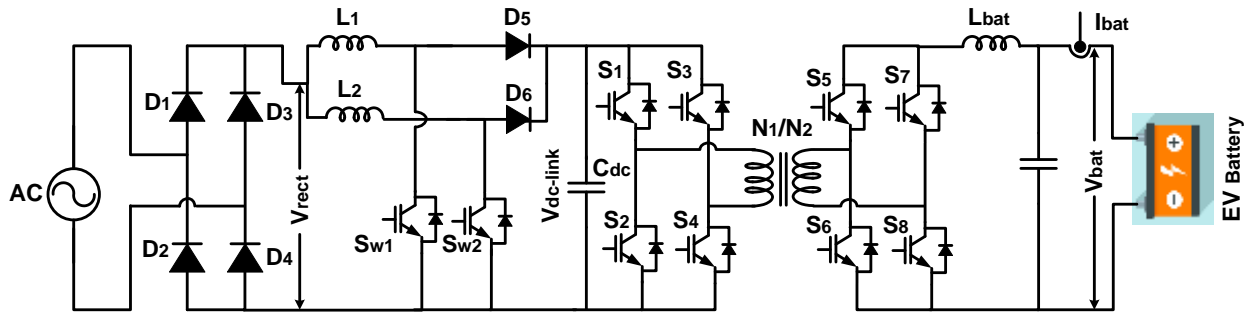 L1
D5
Lbat
Ibat
S1
S3
S5
S7
D1
D3
L2
D6
N1/N2
AC
Vrect
Vdc-link
Cdc
Vbat
EV Battery
Sw1
Sw2
S2
S4
S6
S8
D2
D4